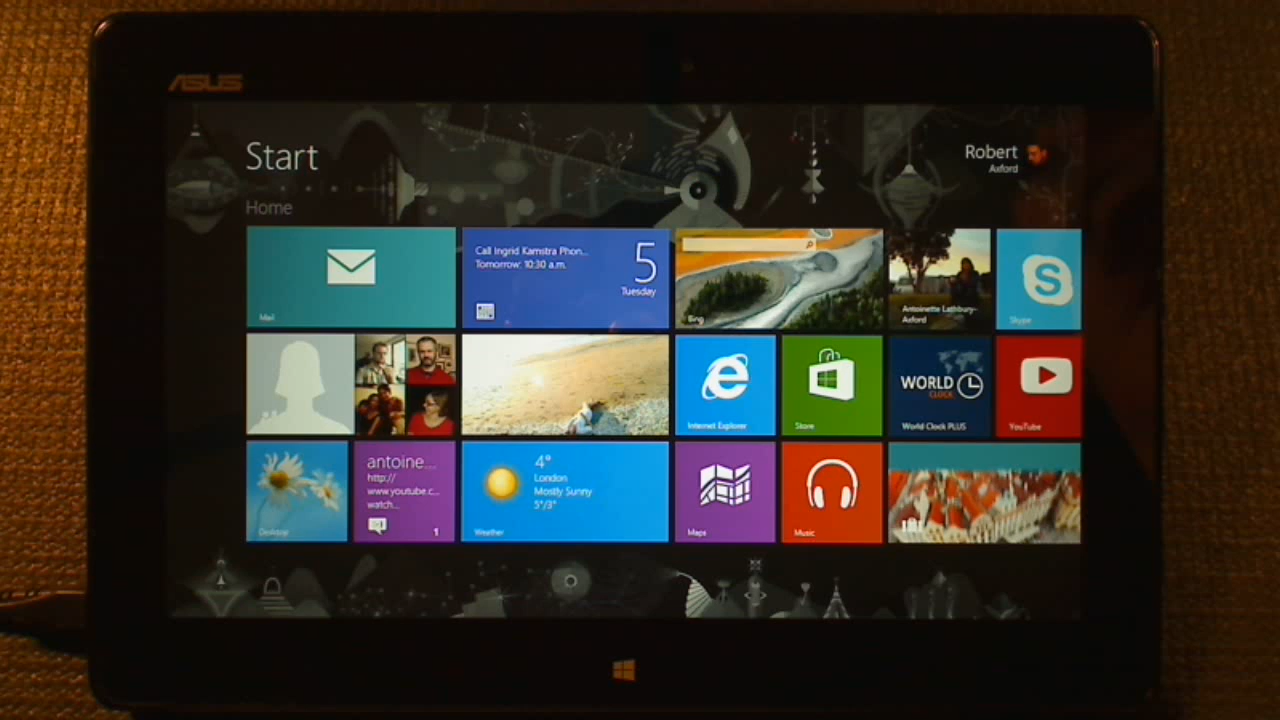 ASUS
Start
Robert
Axford
Home
Mail
Call Ingrid Kamstra Phon...
Tomorrow: 10:30 a.m.
5
Tuesday
Bing
Antoinette Lathbury-
Axford
Skype
Internet Explorer
Store
WORLD
CLOCK
World Clock PLUS
YouTube
Desktop
antoine...
http://
www.youtube.c...
watch...
1
4°
London
Mostly Sunny
5°/3°
Weather
Maps
Music